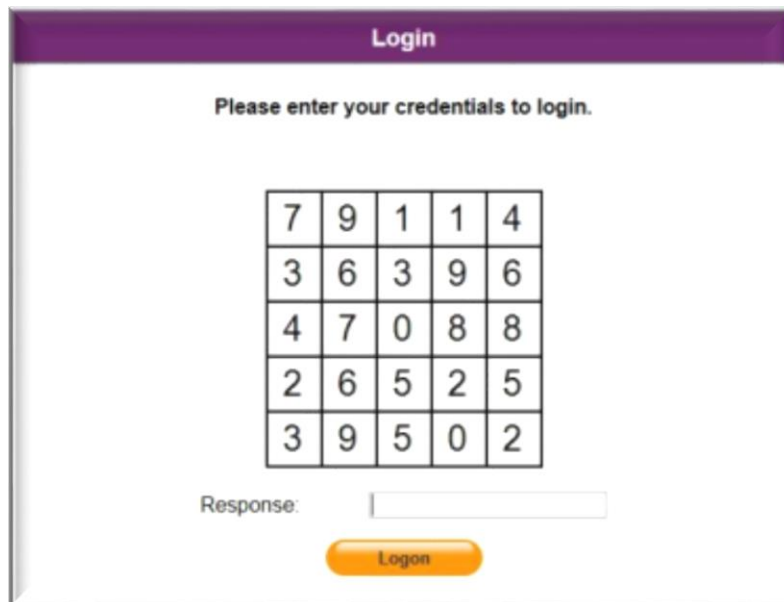 Login
Please enter your credentials to login.
7 9 1 1 4
3 6 3 9 6
4 7 0 8 8
2 6 5 2 5
3 9 5 0 2
Response:
Logon